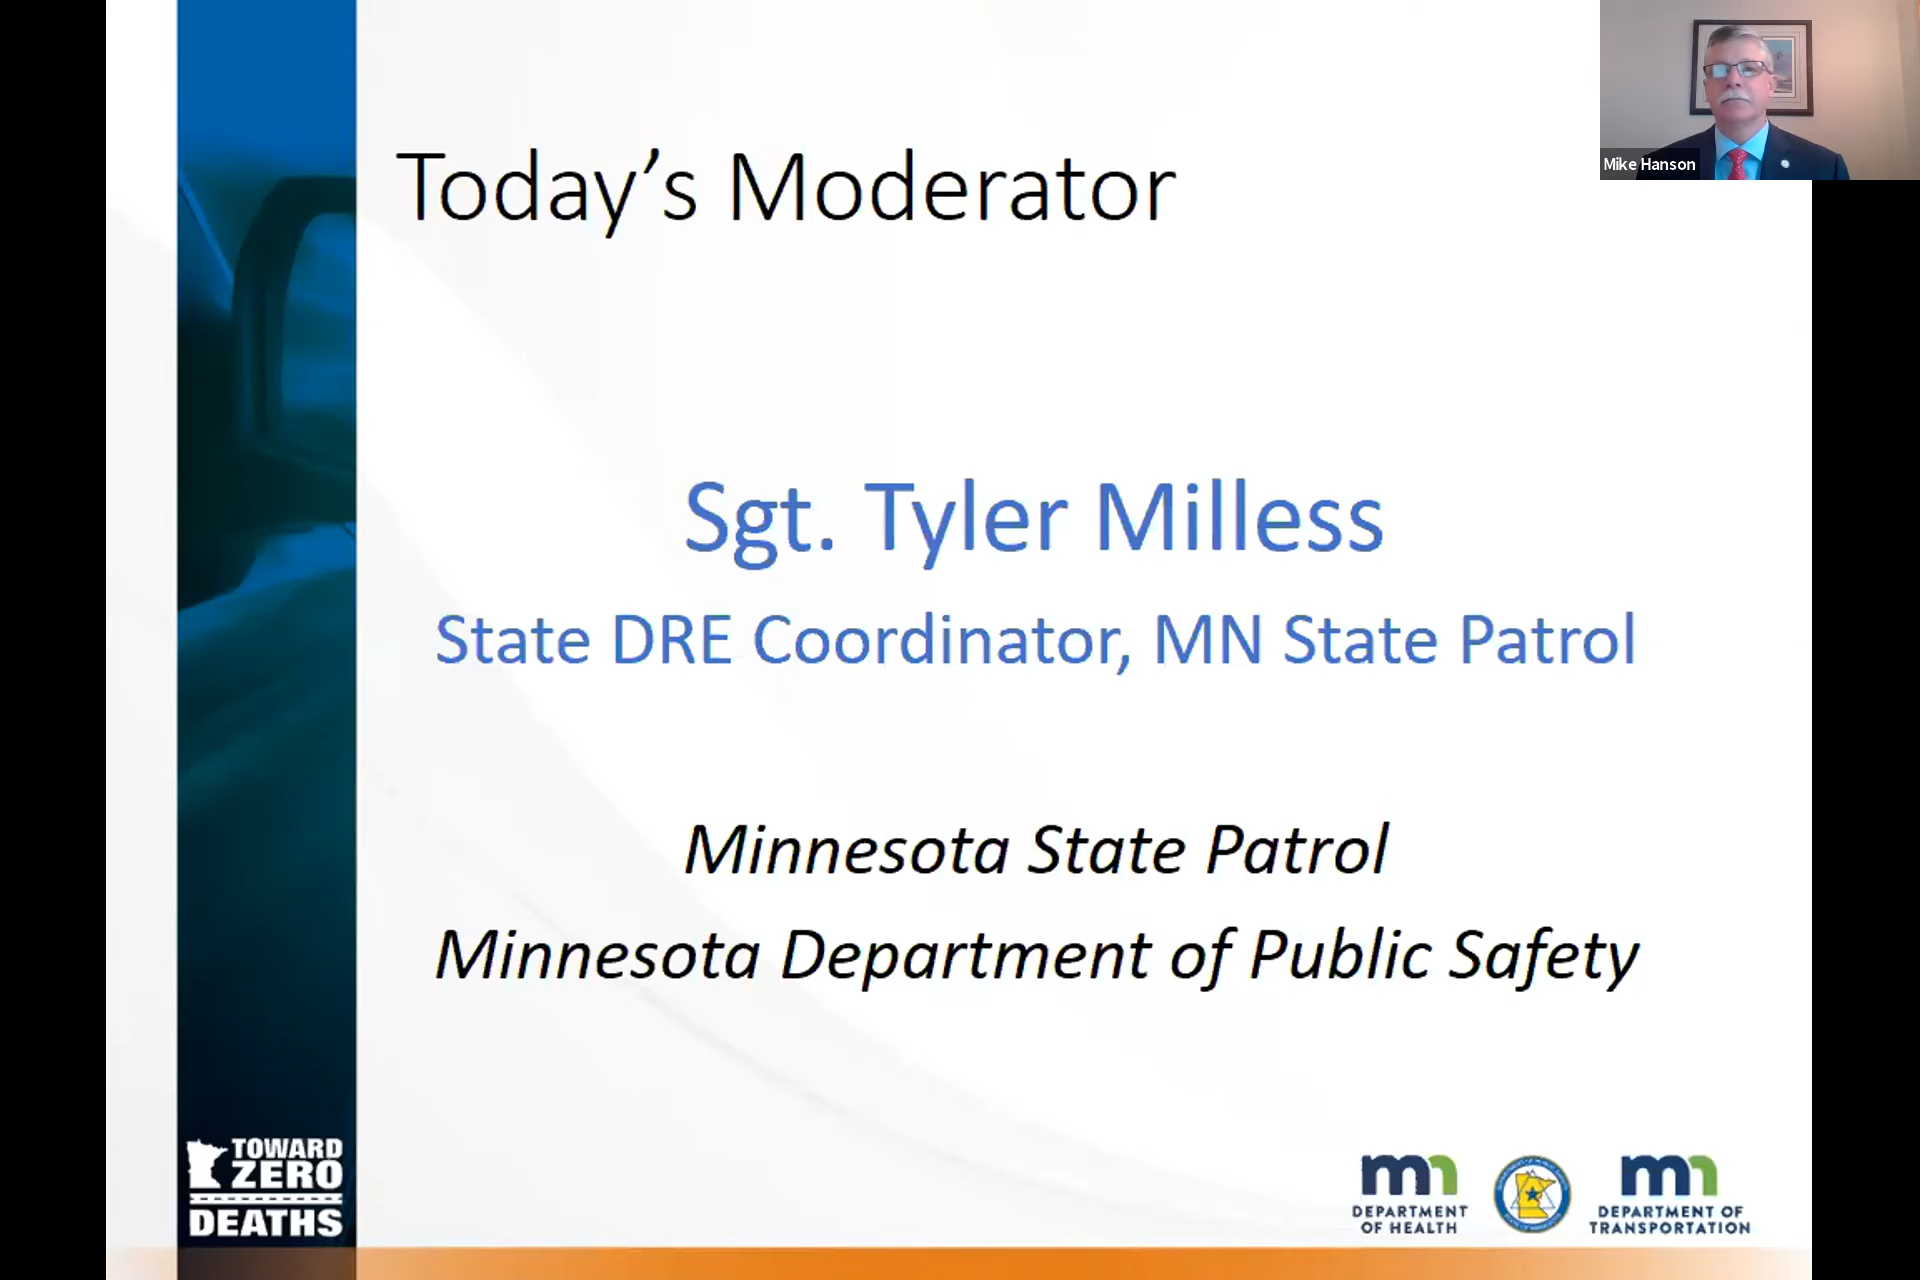 Today’s Moderator
Mike Hanson
Sgt. Tyler Milless
State DRE Coordinator, MN State Patrol
Minnesota State Patrol
Minnesota Department of Public Safety
TOWARD
ZERO
DEATHS
mn
DEPARTMENT
OF HEALTH
mn
DEPARTMENT OF
TRANSPORTATION